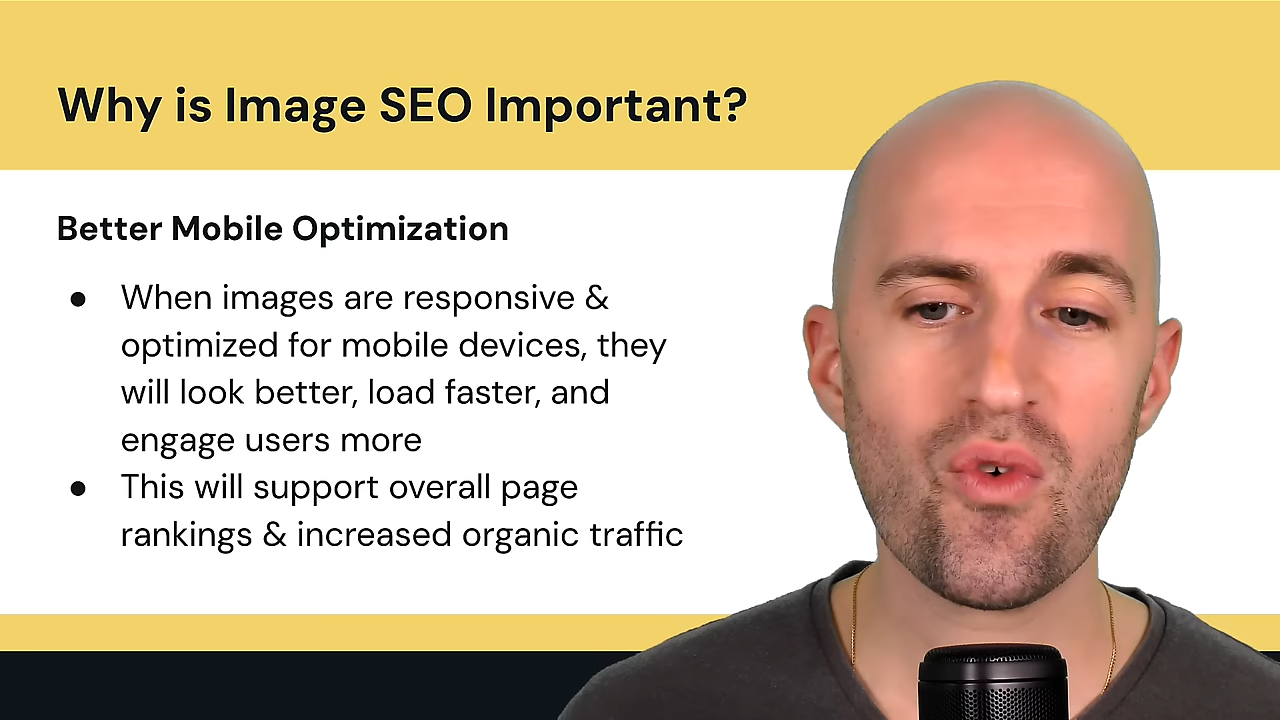 Why is Image SEO Important?
Better Mobile Optimization
● When images are responsive &
optimized for mobile devices, they
will look better, load faster, and
engage users more
● This will support overall page
rankings & increased organic traffic